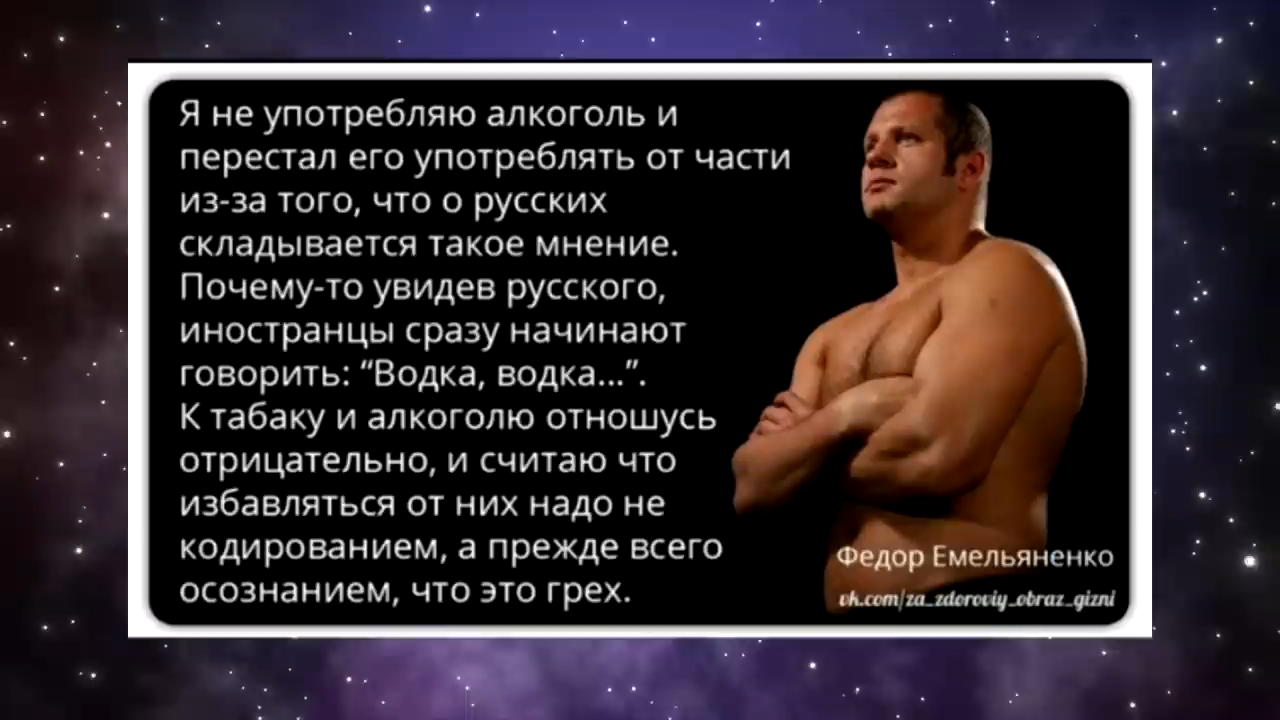 Я не употребляю алкоголь и
перестал его употреблять от части
из-за того, что о русских
складывается такое мнение.
Почему-то увидев русского,
иностранцы сразу начинают
говорить: “Водка, водка...”.
К табаку и алкоголю отношусь
отрицательно, и считаю что
избавляться от них надо не
кодированием, а прежде всего
осознанием, что это грех.
Федор Емельяненко
vk.com/za_zdoroviy_obraz_gizni